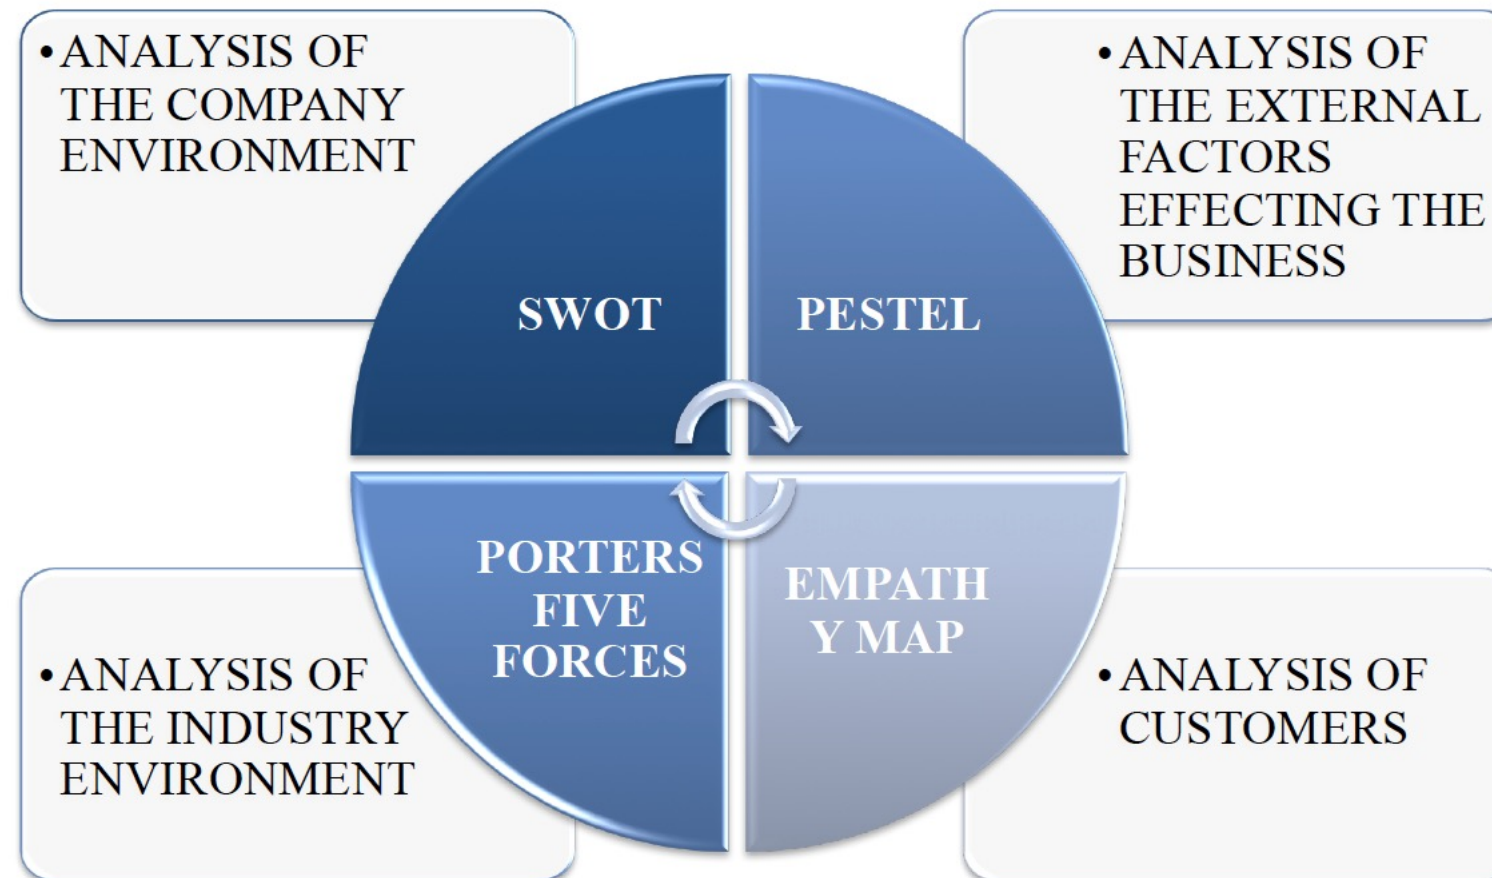 •ANALYSIS OF
THE COMPANY
ENVIRONMENT
•ANALYSIS OF
THE EXTERNAL
FACTORS
EFFECTING THE
BUSINESS
SWOT
PESTEL
PORTERS
FIVE
FORCES
EMPATH
Y MAP
•ANALYSIS OF
THE INDUSTRY
ENVIRONMENT
•ANALYSIS OF
CUSTOMERS